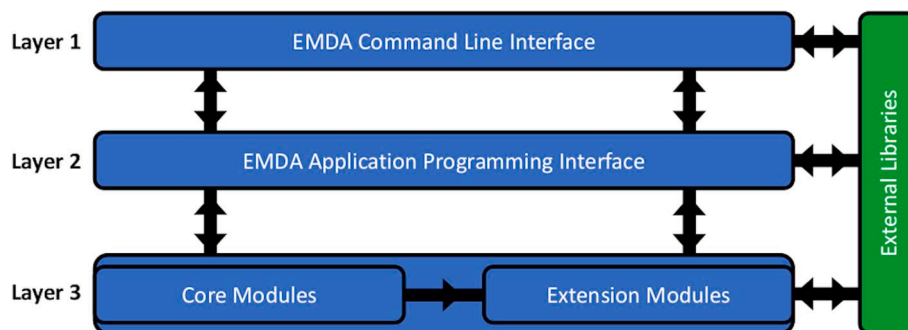 Layer 1
EMDA Command Line Interface
Layer 2
EMDA Application Programming Interface
Layer 3
Core Modules
Extension Modules
External Libraries